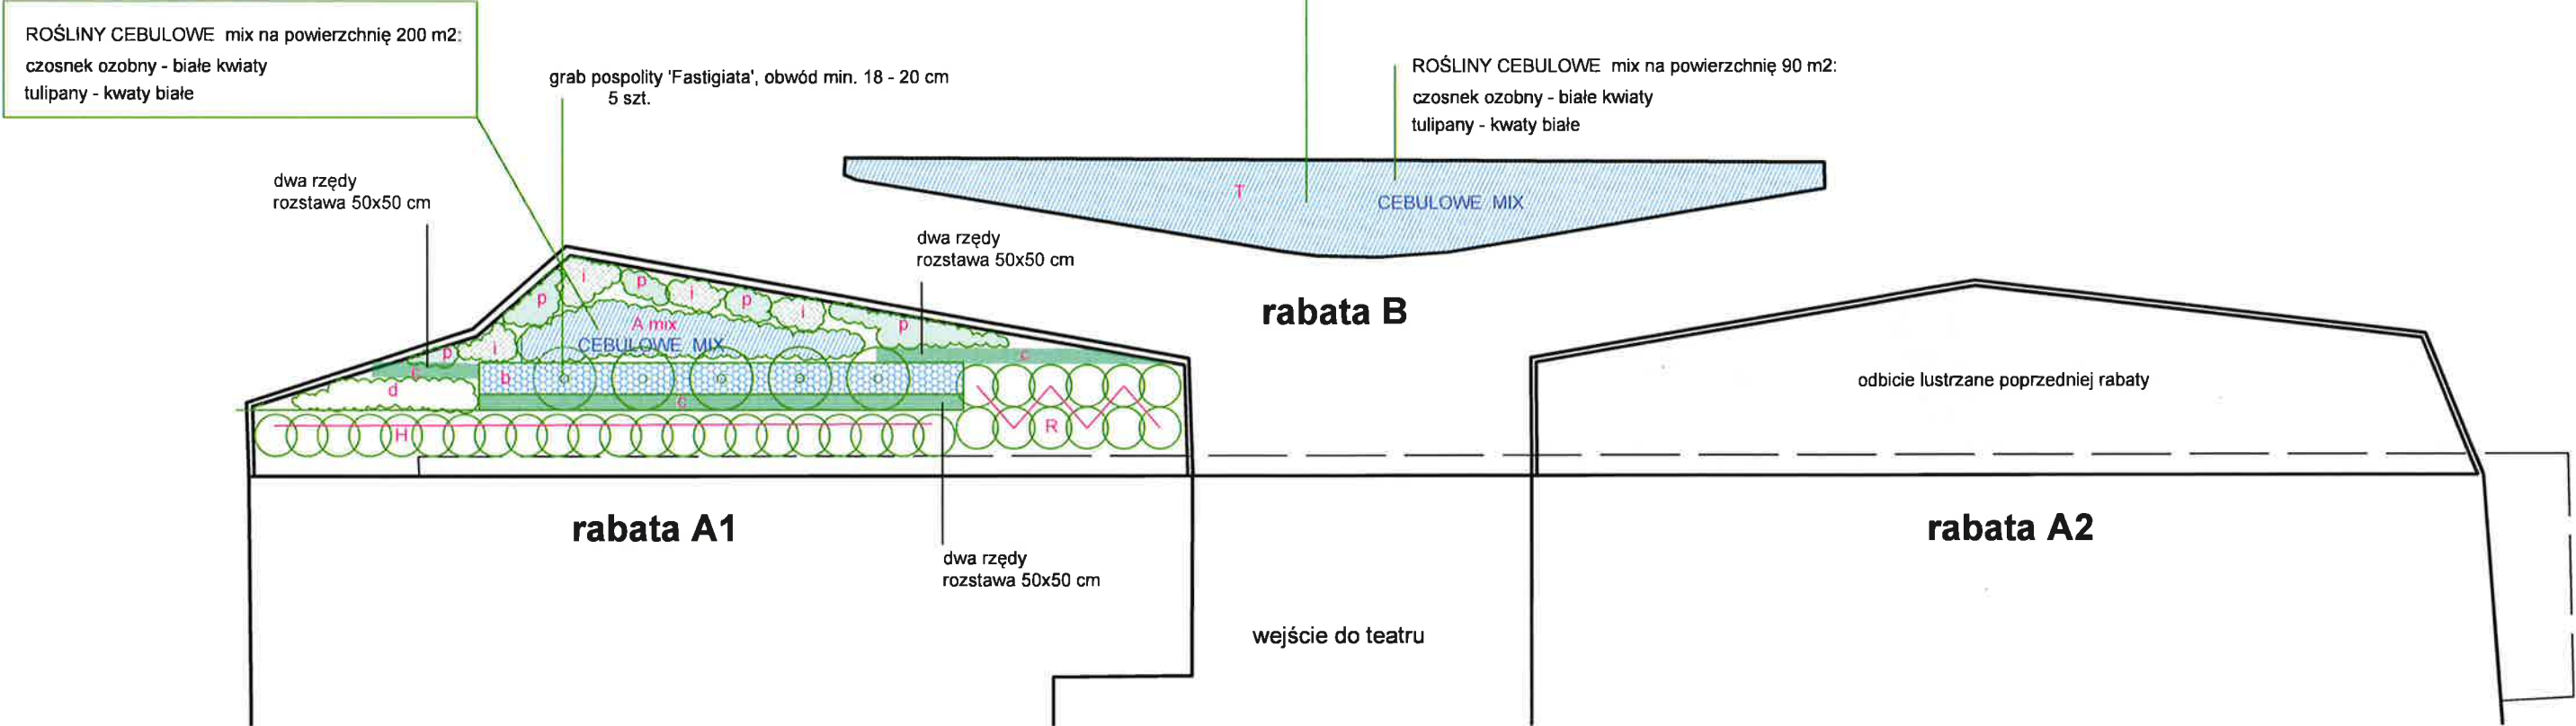 ROŚLINY CEBULOWE mix na powierzchnię 200 m2:
czosnek ozobny - białe kwiaty
tulipany - kwaty białe
grab pospolity 'Fastigiata', obwód min. 18 - 20 cm
5 szt.
ROŚLINY CEBULOWE mix na powierzchnię 90 m2:
czosnek ozobny - białe kwiaty
tulipany - kwaty białe
dwa rzędy
rozstawa 50x50 cm
T
CEBULOWE MIX
dwa rzędy
rozstawa 50x50 cm
rabata B
i
p
i
p
p
i
p
A mix
CEBULOWE MIX
i
p
c
c
b
d
c
H
R
odbicie lustrzane poprzedniej rabaty
rabata A1
rabata A2
dwa rzędy
rozstawa 50x50 cm
wejście do teatru